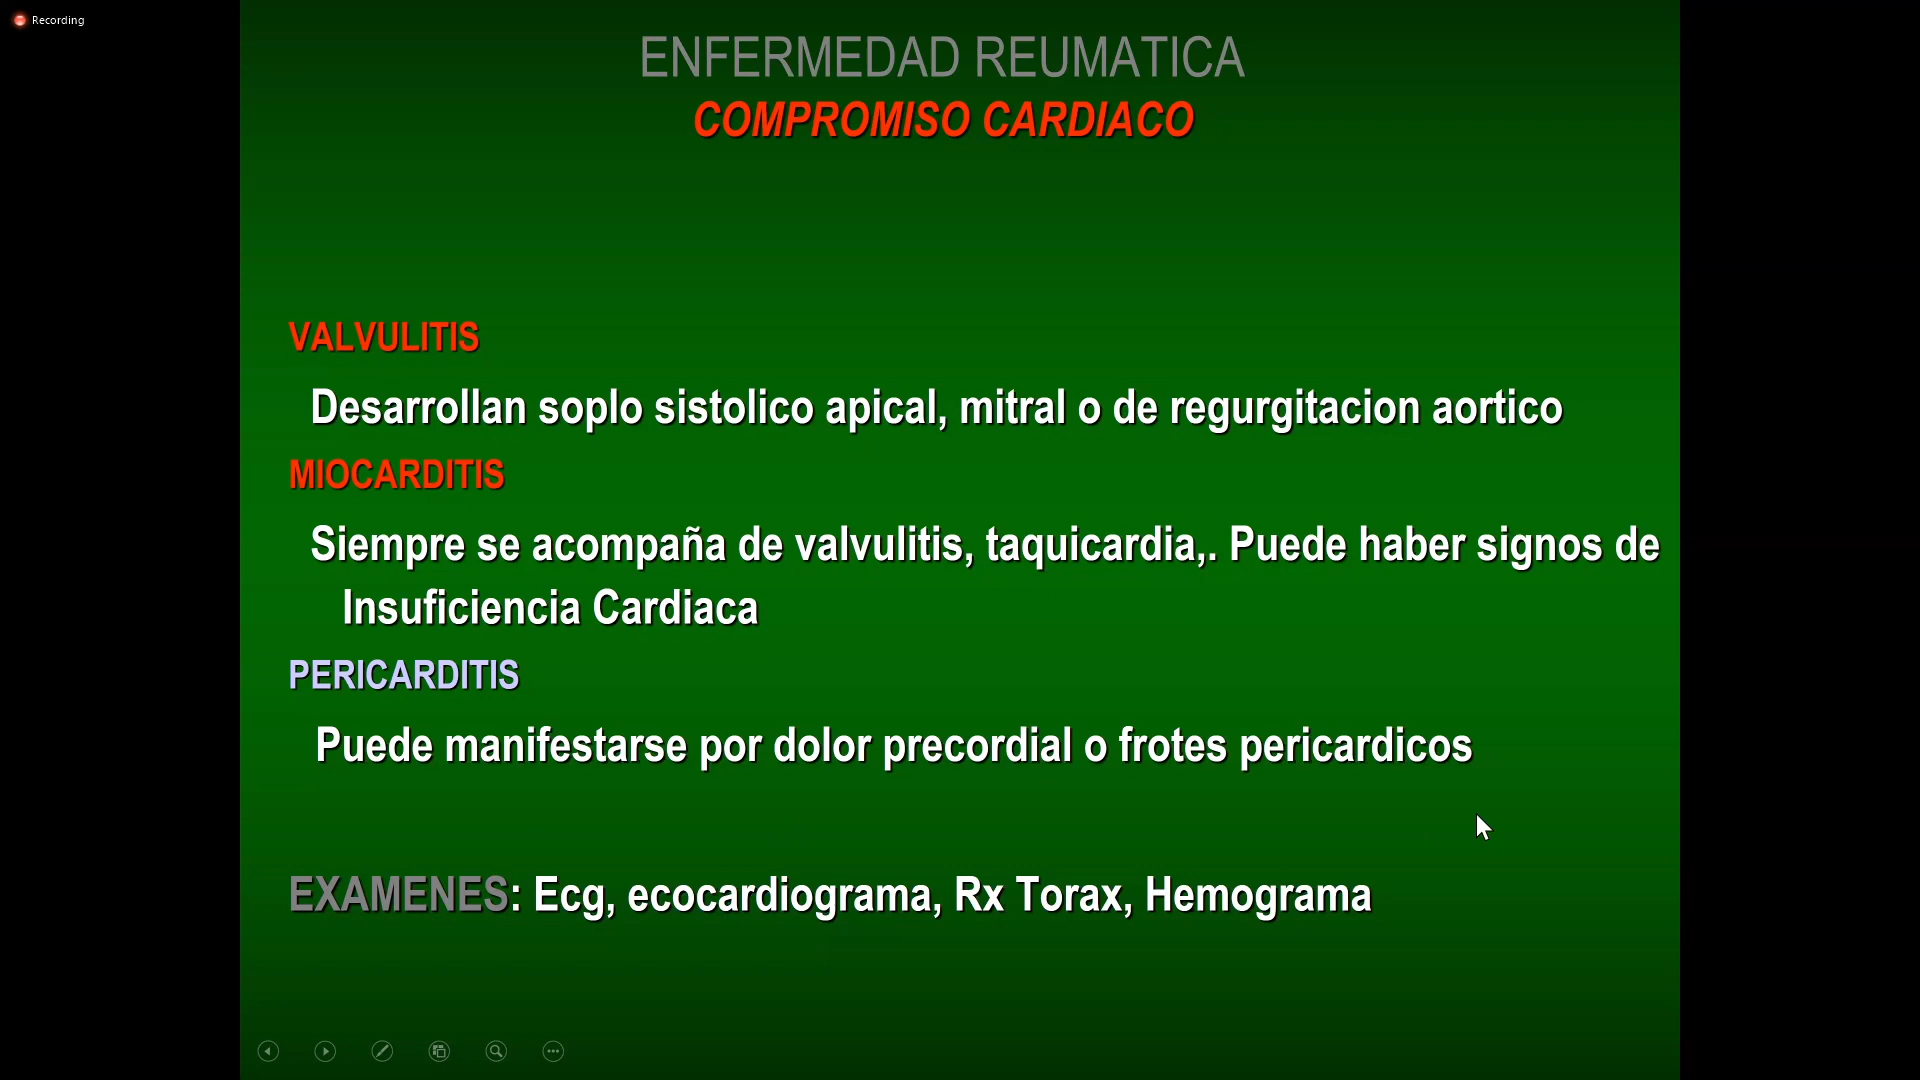 Recording
ENFERMEDAD REUMATICA
COMPROMISO CARDIACO
VALVULITIS
Desarrollan soplo sistolico apical, mitral o de regurgitacion aortico
MIOCARDITIS
Siempre se acompaña de valvulitis, taquicardia,. Puede haber signos de
Insuficiencia Cardiaca
PERICARDITIS
Puede manifestarse por dolor precordial o frotes pericardicos
EXAMENES: Ecg, ecocardiograma, Rx Torax, Hemograma